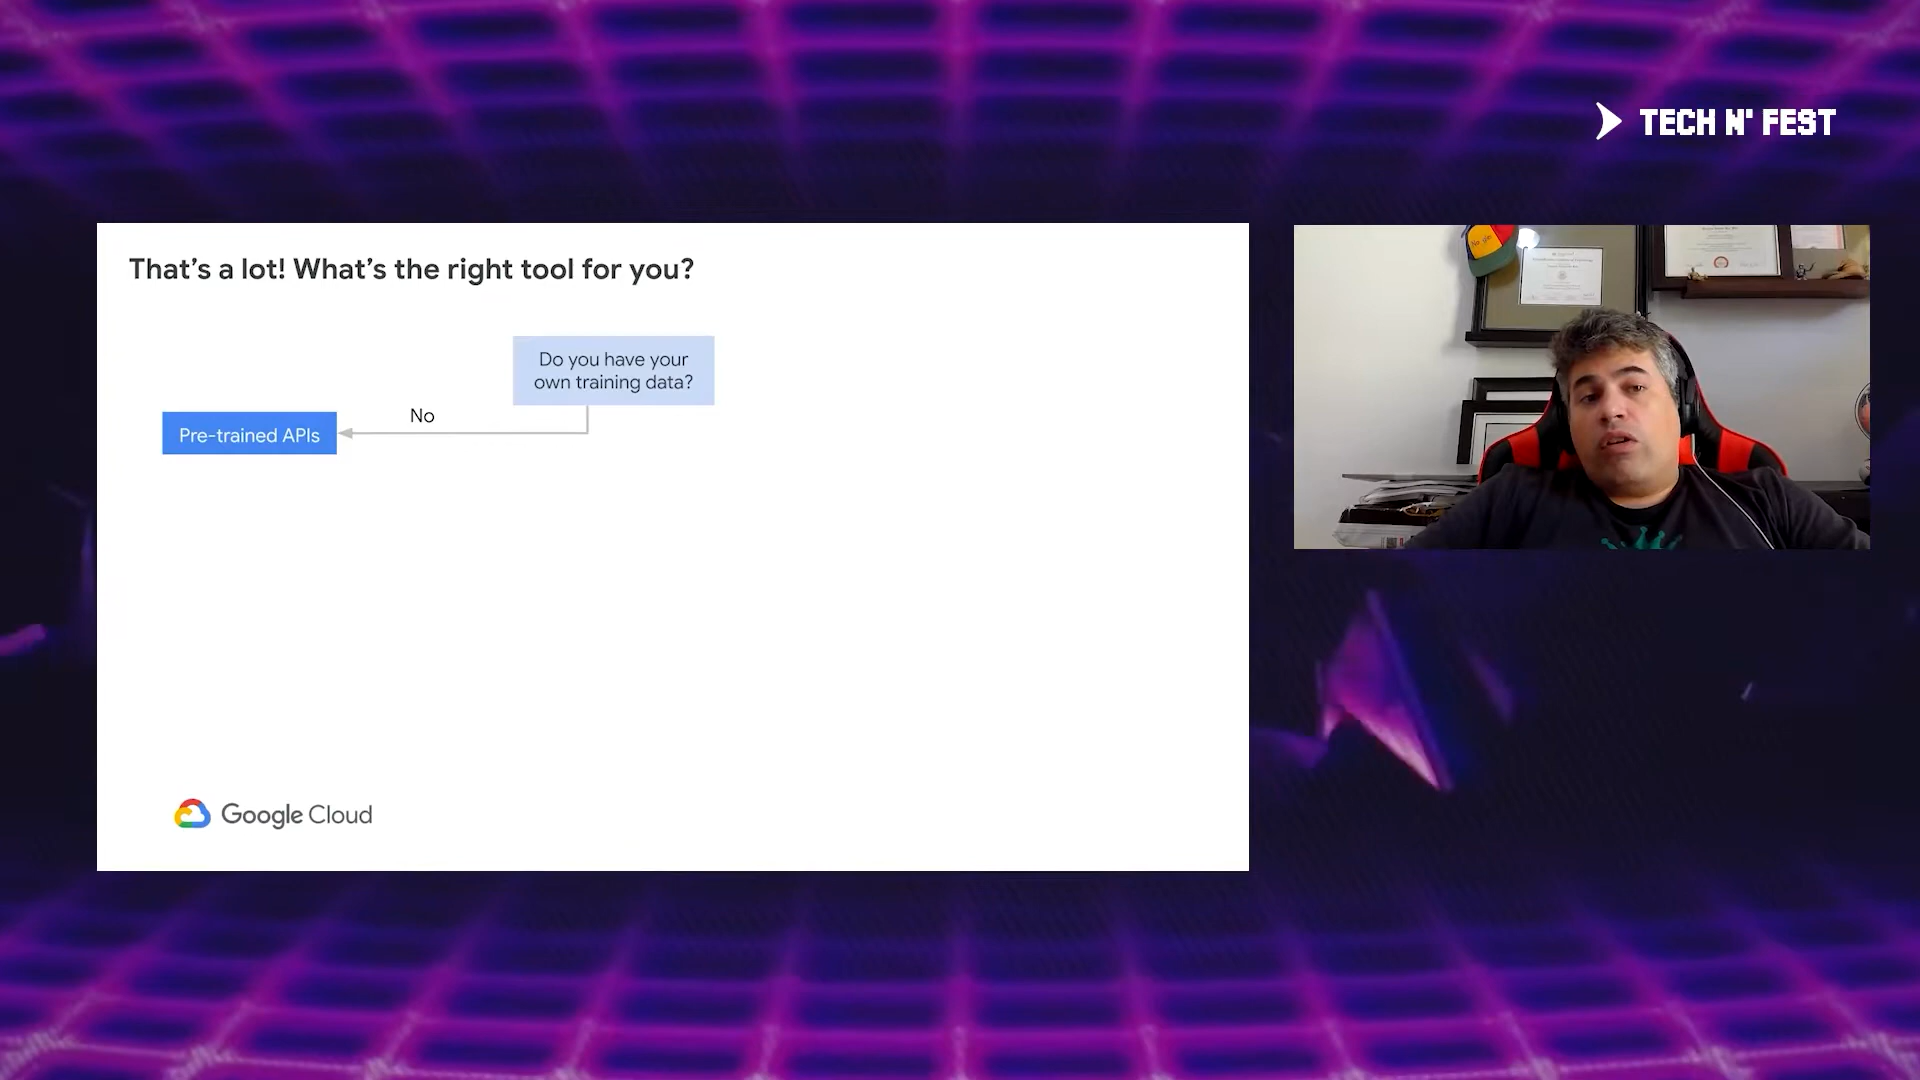 TECH N' FEST
That's a lot! What's the right tool for you?
Do you have your
own training data?
No
Pre-trained APIs
Google Cloud